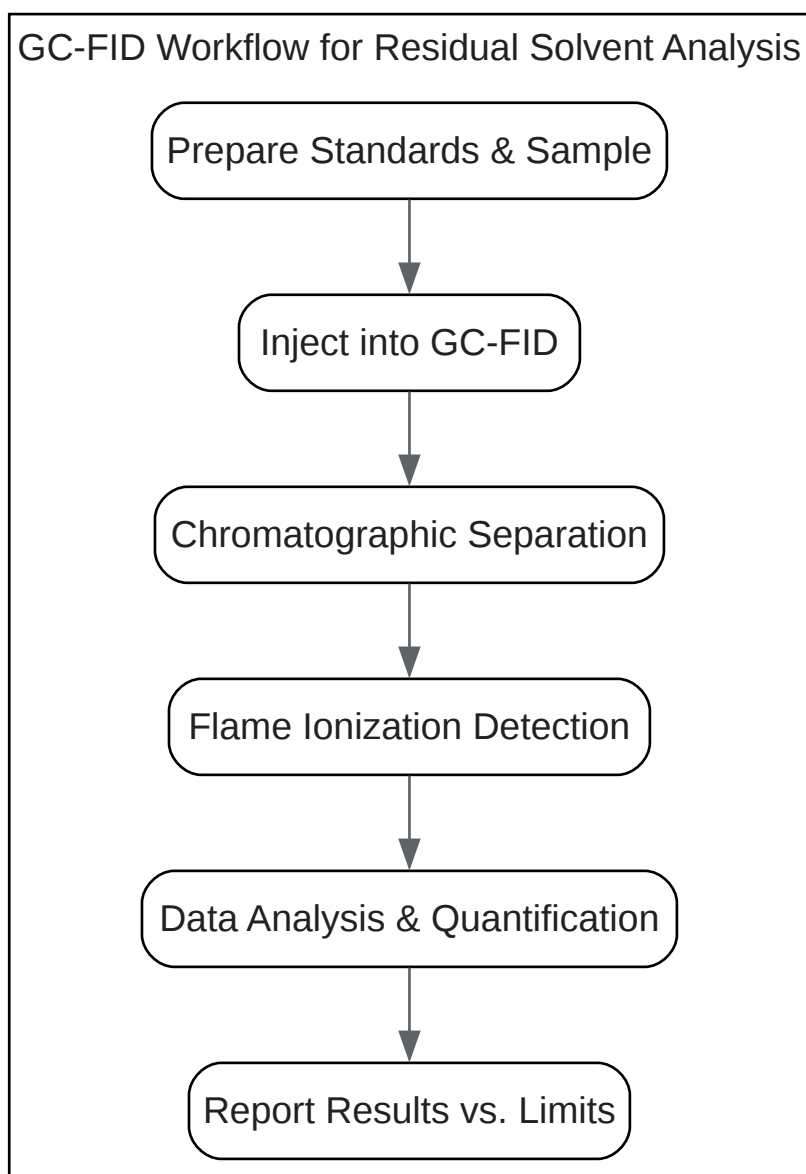 GC-FID Workflow for Residual Solvent Analysis
Prepare Standards & Sample
Inject into GC-FID
Chromatographic Separation
Flame Ionization Detection
Data Analysis & Quantification
Report Results vs. Limits